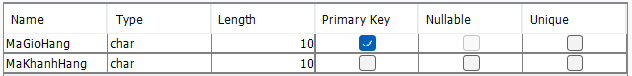 Name Type Length Primary Key Nullable Unique
MaGioHang char 10
MaKhanhHang char 10